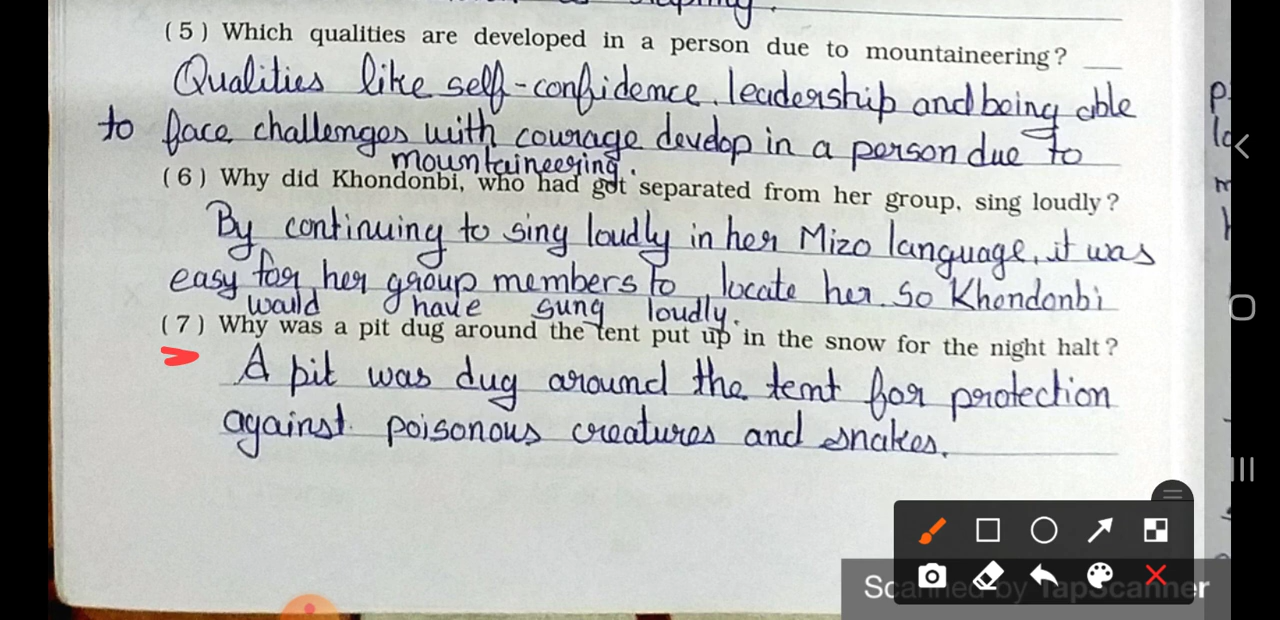 (5) Which qualities are developed in a person due to mountaineering?
Qualities like self-confidence, leadership and being able
to face challenges with courage develop in a person due to
mountaineering.
(6) Why did Khondonbi, who had got separated from her group, sing loudly?
By continuing to sing loudly in her Mizo language, it was
easy for her group members to locate her. So Khondonbi
would have sung loudly.
(7) Why was a pit dug around the tent put up in the snow for the night halt?
A pit was dug around the tent for protection
against poisonous creatures and snakes.
Scanned by TapScanner